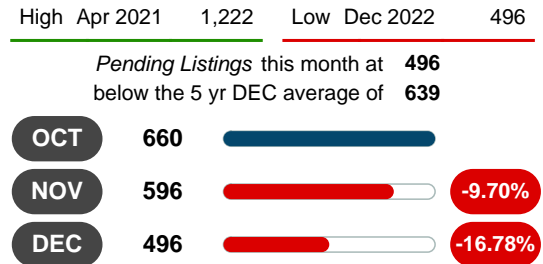 High Apr 2021 1,222 Low Dec 2022 496
Pending Listings this month at 496
below the 5 yr DEC average of 639
OCT 660
NOV 596 -9.70%
DEC 496 -16.78%